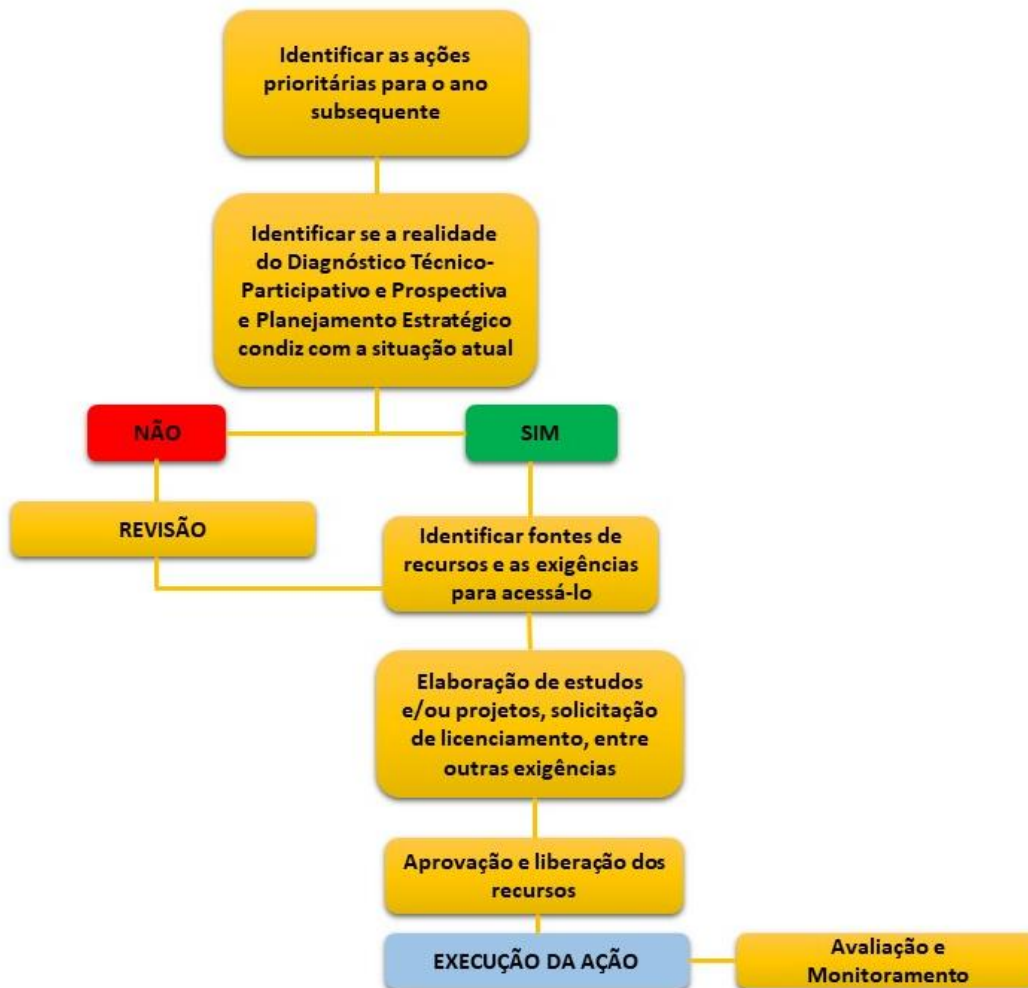 Identificar as ações
prioritárias para o ano
subsequente
Identificar se a realidade
do Diagnóstico Técnico-
Participativo e Prospectiva
e Planejamento Estratégico
condiz com a situação atual
NÃO
SIM
REVISÃO
Identificar fontes de
recursos e as exigências
para acessá-lo
Elaboração de estudos
e/ou projetos, solicitação
de licenciamento, entre
outras exigências
Aprovação e liberação dos
recursos
EXECUÇÃO DA AÇÃO
Avaliação e
Monitoramento